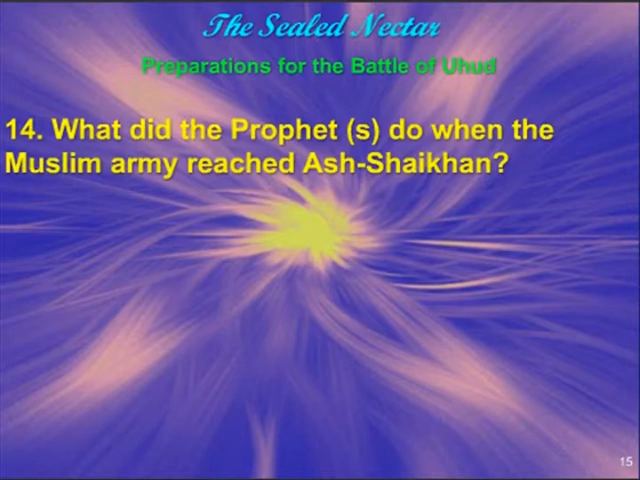 The Sealed Nectar
Preparations for the Battle of Uhud
14. What did the Prophet (s) do when the
Muslim army reached Ash-Shaikhan?
15